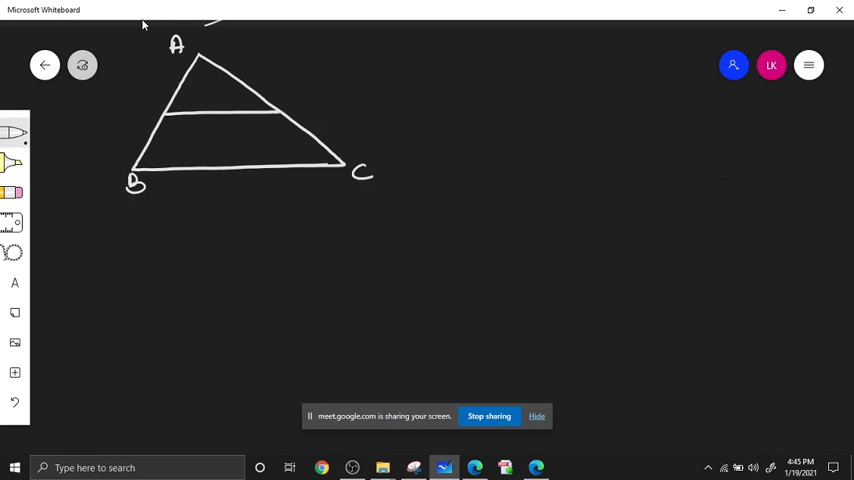 Microsoft Whiteboard
A
LK
B
C
A
meet.google.com is sharing your screen.
Stop sharing
Hide
Type here to search
4:45 PM
1/19/2021